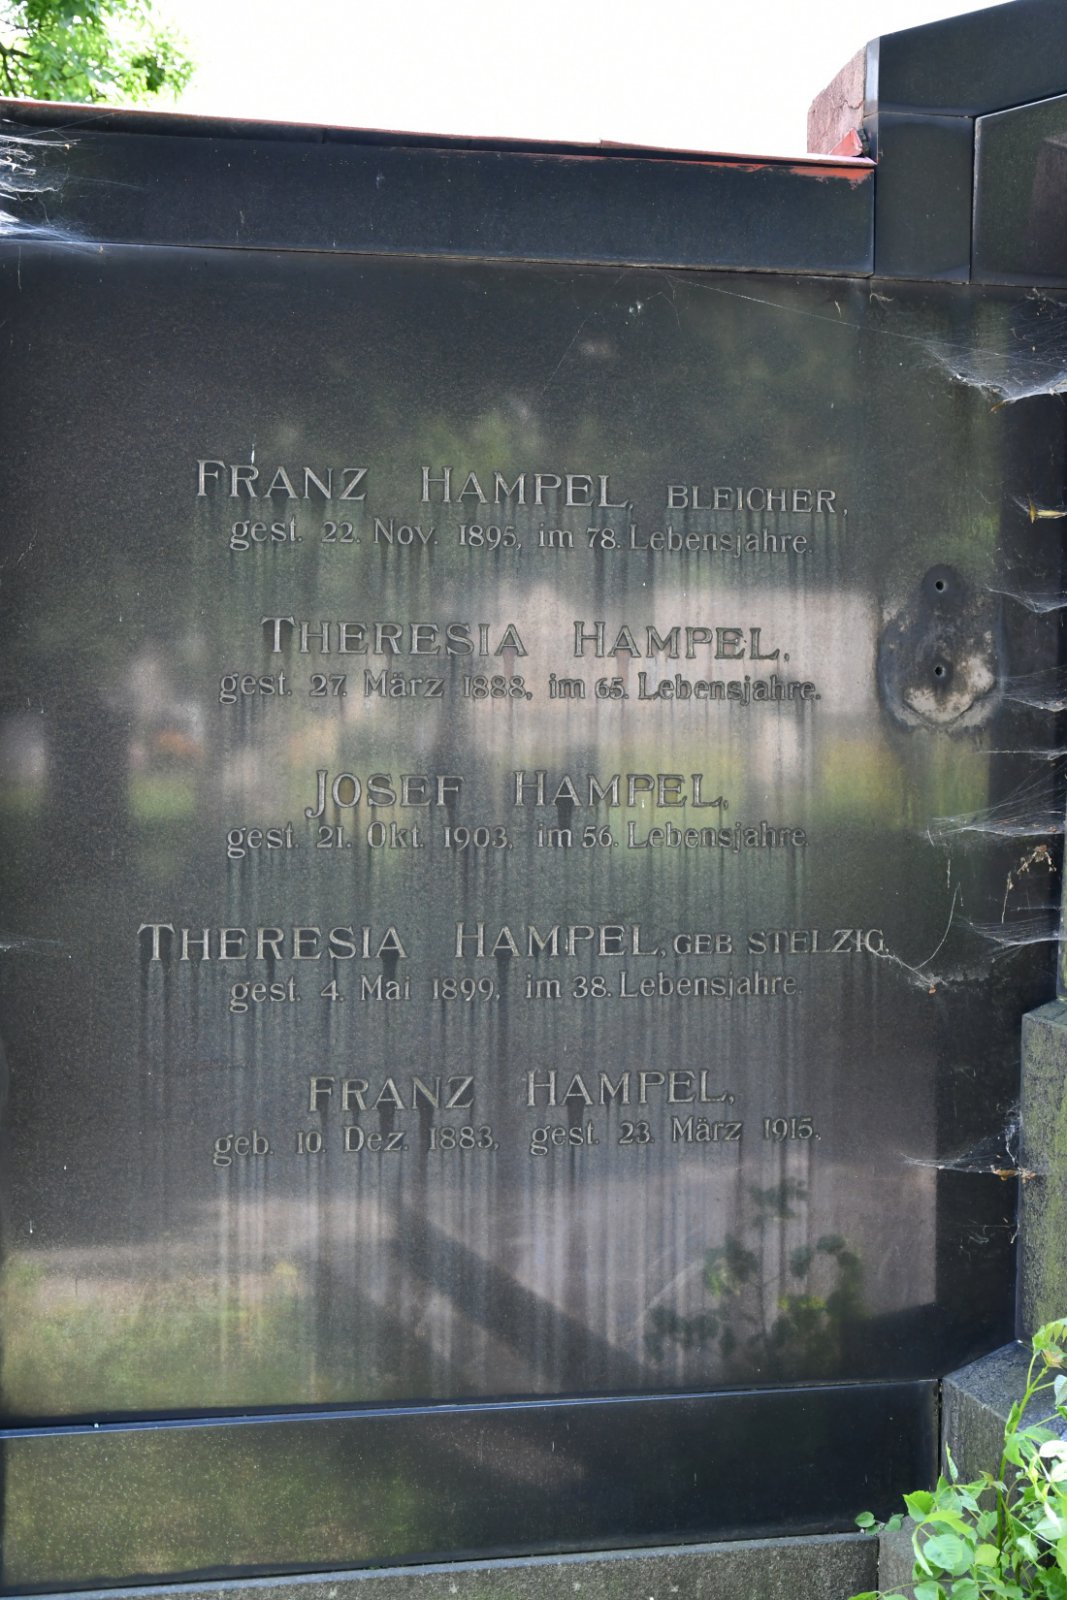 FRANZ HAMPEL, BLEICHER,
gest. 22. Nov. 1895, im 78. Lebensjahre.
THERESIA HAMPEL,
gest. 27. März 1888, im 65. Lebensjahre.
JOSEF HAMPEL,
gest. 21. Okt. 1903, im 56. Lebensjahre.
THERESIA HAMPEL, GEB STELZIG.
gest. 4. Mai 1899, im 38. Lebensjahre.
FRANZ HAMPEL,
geb. 10. Dez. 1883, gest. 23. März 1915.